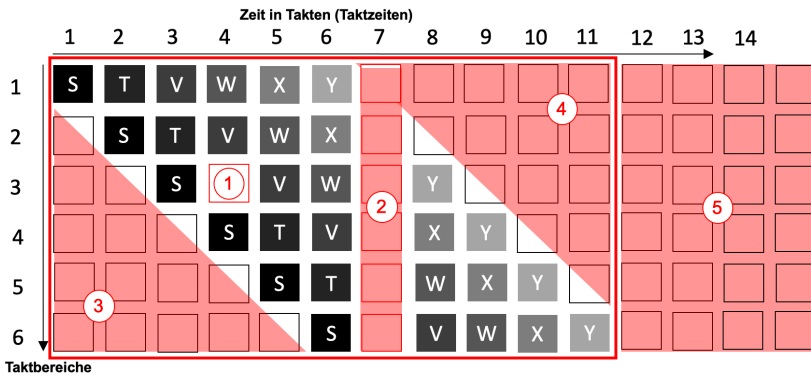 Zeit in Takten (Taktzeiten)
1 2 3 4 5 6 7 8 9 10 11 12 13 14
1 S T V W X Y 4
2 S T V W X
3 S 1 V W 2 Y 5
4 S T V X Y
5 S T W X Y
3
6 S V W X Y
Taktbereiche